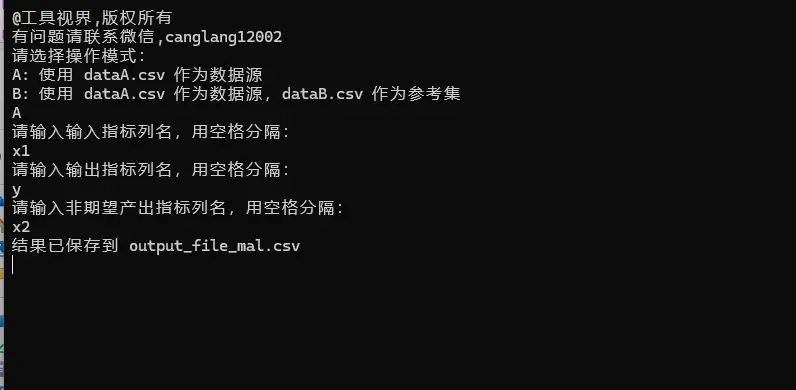 @工具视界,版权所有
有问题请联系微信,canglang12002
请选择操作模式：
A: 使用 dataA.csv 作为数据源
B: 使用 dataA.csv 作为数据源, dataB.csv 作为参考集
A
请输入输入指标列名, 用空格分隔：
x1
请输入输出指标列名, 用空格分隔：
y
请输入非期望产出指标列名, 用空格分隔：
x2
结果已保存到 output_file_mal.csv